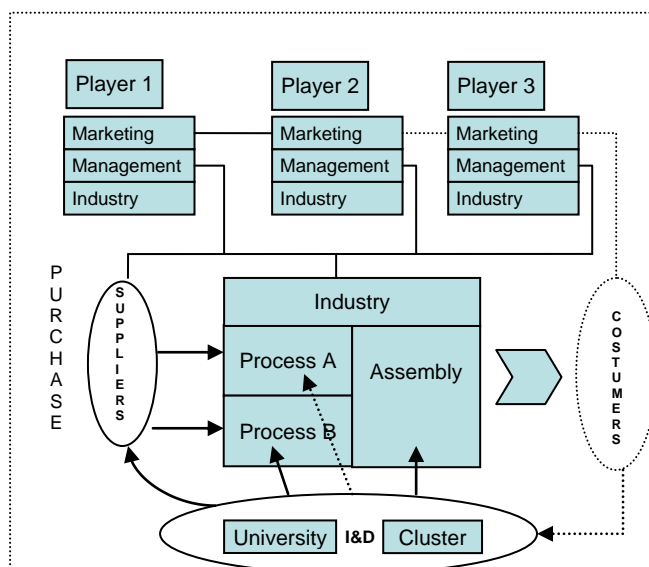 Player 1
Player 2
Player 3
Marketing
Marketing
Marketing
Management
Management
Management
Industry
Industry
Industry
PURCHASE
SUPPLIERS
Industry
COSTUMERS
Process A
Assembly
Process B
University
I&D
Cluster